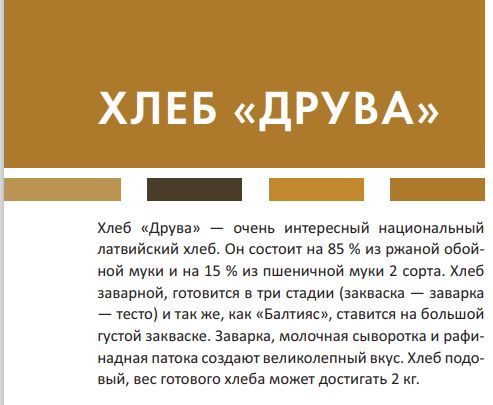 ХЛЕБ «ДРУВА»
Хлеб «Друва» — очень интересный национальный
латвийский хлеб. Он состоит на 85 % из ржаной обой-
ной муки и на 15 % из пшеничной муки 2 сорта. Хлеб
заварной, готовится в три стадии (закваска — заварка
— тесто) и так же, как «Балтияс», ставится на большой
густой закваске. Заварка, молочная сыворотка и рафи-
надная патока создают великолепный вкус. Хлеб подо-
вый, вес готового хлеба может достигать 2 кг.